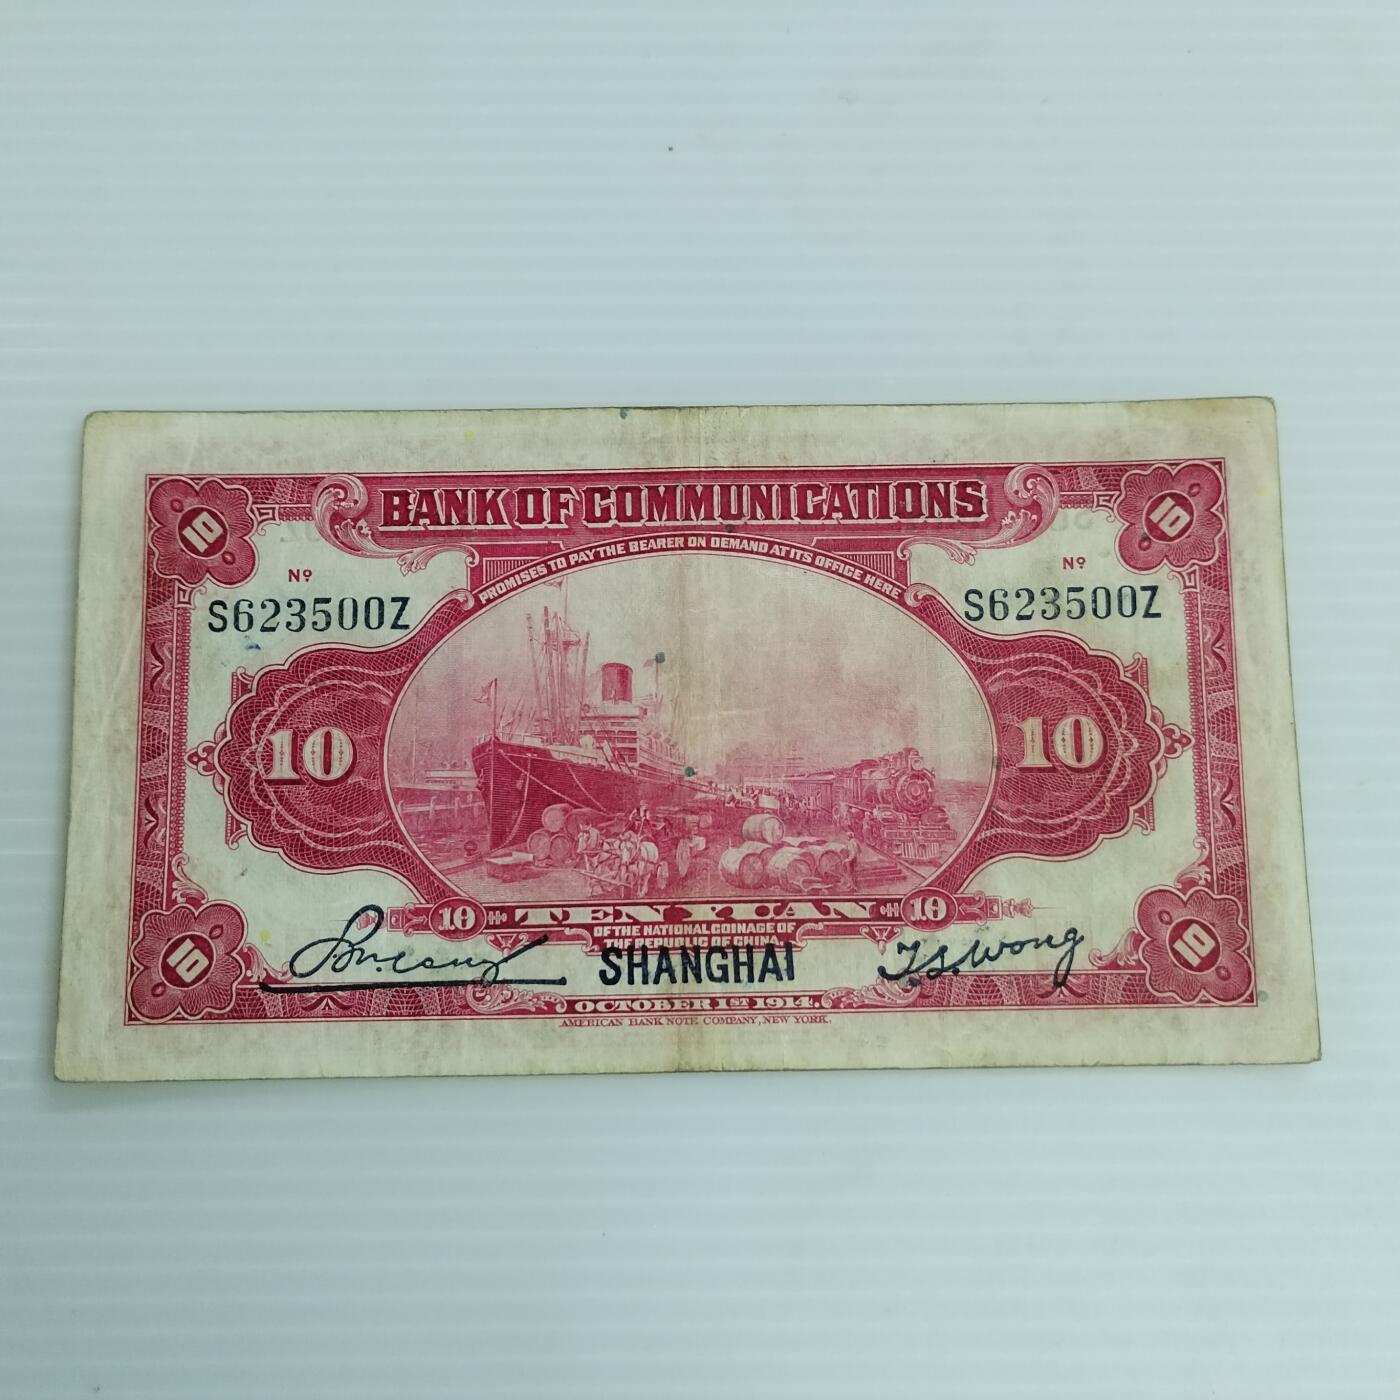 10
BANK OF COMMUNICATIONS
10
PROMISES TO PAY THE BEARER ON DEMAND AT ITS OFFICE HERE
Nº
Nº
S623500Z
S623500Z
10
10
10 TEN YUAN 10
OF THE NATIONAL COINAGE OF
THE REPUBLIC OF CHINA
SHANGHAI
T.S. Wong
10
10
OCTOBER 1ST 1914.
AMERICAN BANK NOTE COMPANY, NEW YORK.